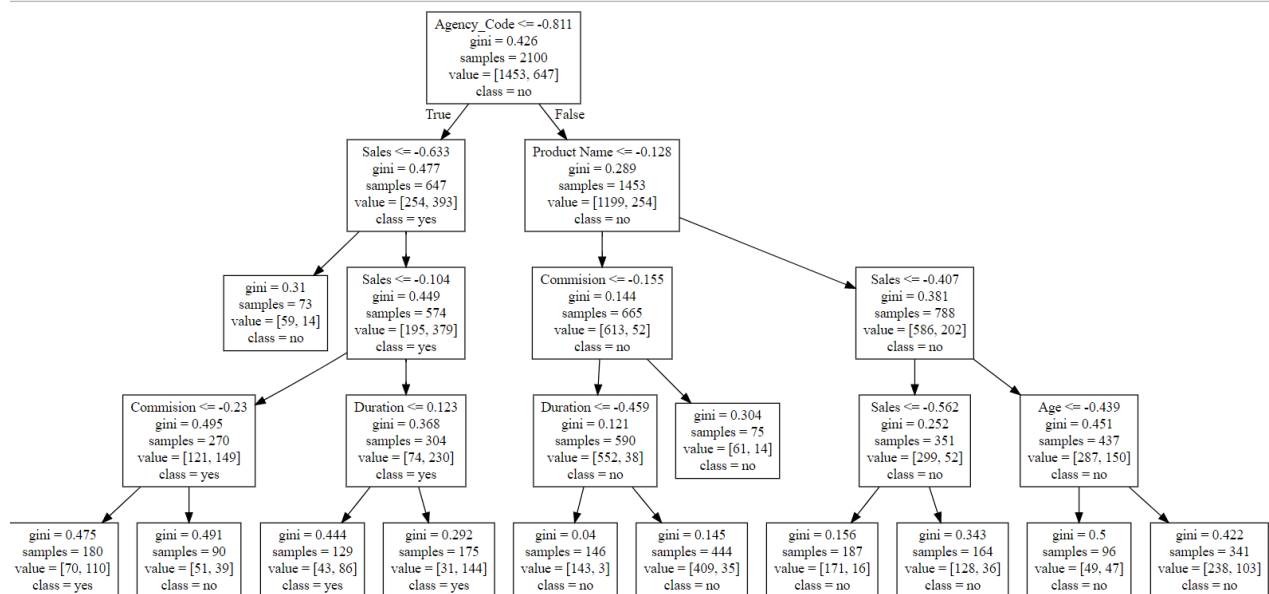 Agency_Code <= -0.811
gini = 0.426
samples = 2100
value = [1453, 647]
class = no
True
False
Sales <= -0.633
gini = 0.477
samples = 647
value = [254, 393]
class = yes
Product Name <= -0.128
gini = 0.289
samples = 1453
value = [1199, 254]
class = no
gini = 0.31
samples = 73
value = [59, 14]
class = no
Sales <= -0.104
gini = 0.449
samples = 574
value = [195, 379]
class = yes
Commision <= -0.155
gini = 0.144
samples = 665
value = [613, 52]
class = no
Sales <= -0.407
gini = 0.381
samples = 788
value = [586, 202]
class = no
Commision <= -0.23
gini = 0.495
samples = 270
value = [121, 149]
class = yes
Duration <= 0.123
gini = 0.368
samples = 304
value = [74, 230]
class = yes
Duration <= -0.459
gini = 0.121
samples = 590
value = [552, 38]
class = no
gini = 0.304
samples = 75
value = [61, 14]
class = no
Sales <= -0.562
gini = 0.252
samples = 351
value = [299, 52]
class = no
Age <= -0.439
gini = 0.451
samples = 437
value = [287, 150]
class = no
gini = 0.475
samples = 180
value = [70, 110]
class = yes
gini = 0.491
samples = 90
value = [51, 39]
class = no
gini = 0.444
samples = 129
value = [43, 86]
class = yes
gini = 0.292
samples = 175
value = [31, 144]
class = yes
gini = 0.04
samples = 146
value = [143, 3]
class = no
gini = 0.145
samples = 444
value = [409, 35]
class = no
gini = 0.156
samples = 187
value = [171, 16]
class = no
gini = 0.343
samples = 164
value = [128, 36]
class = no
gini = 0.5
samples = 96
value = [49, 47]
class = no
gini = 0.422
samples = 341
value = [238, 103]
class = no